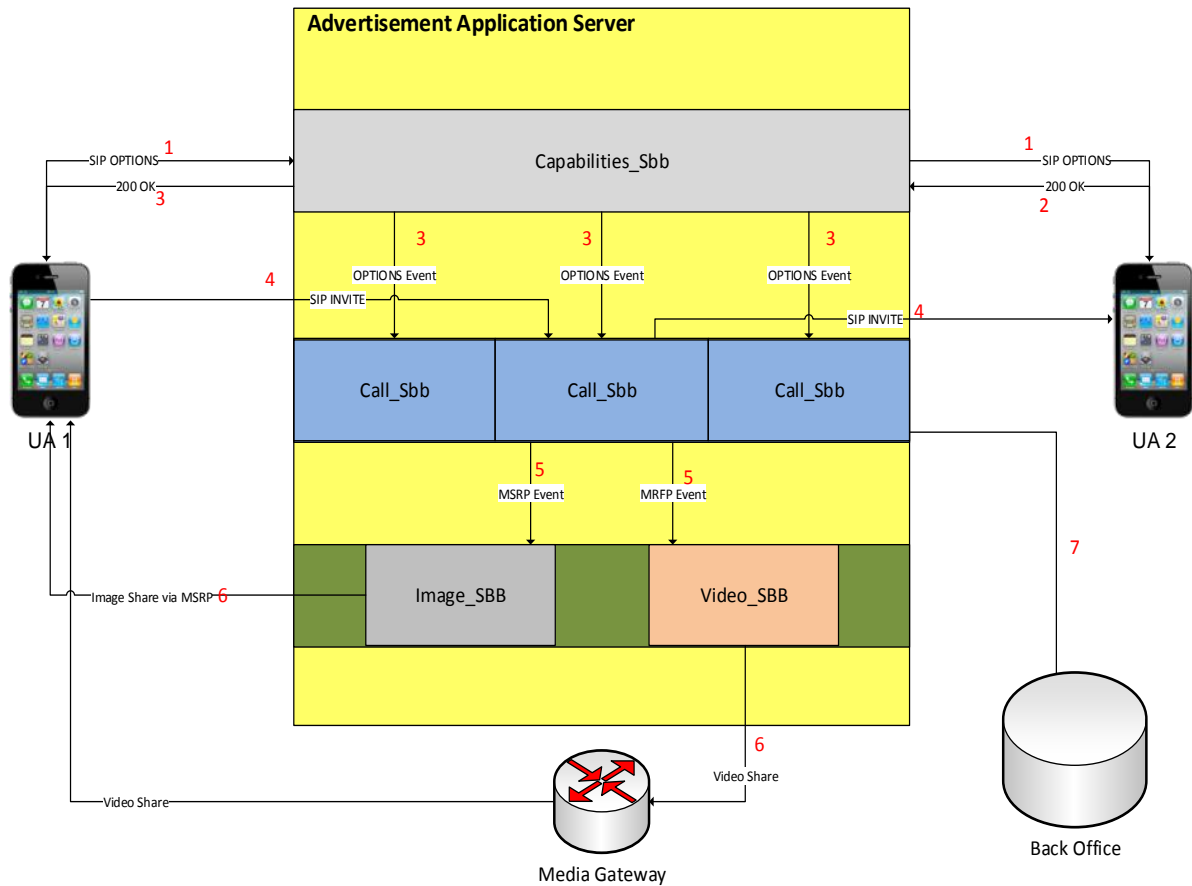 Advertisement Application Server
1
SIP OPTIONS
Capabilities_Sbb
1
SIP OPTIONS
200 OK
3
200 OK
2
3
3
3
OPTIONS Event
OPTIONS Event
OPTIONS Event
4
SIP INVITE
SIP INVITE
4
Call_Sbb
Call_Sbb
Call_Sbb
UA 1
UA 2
5
MSRP Event
5
MRFP Event
7
Image Share via MSRP
6
Image_SBB
Video_SBB
6
Video Share
Video Share
Back Office
Media Gateway